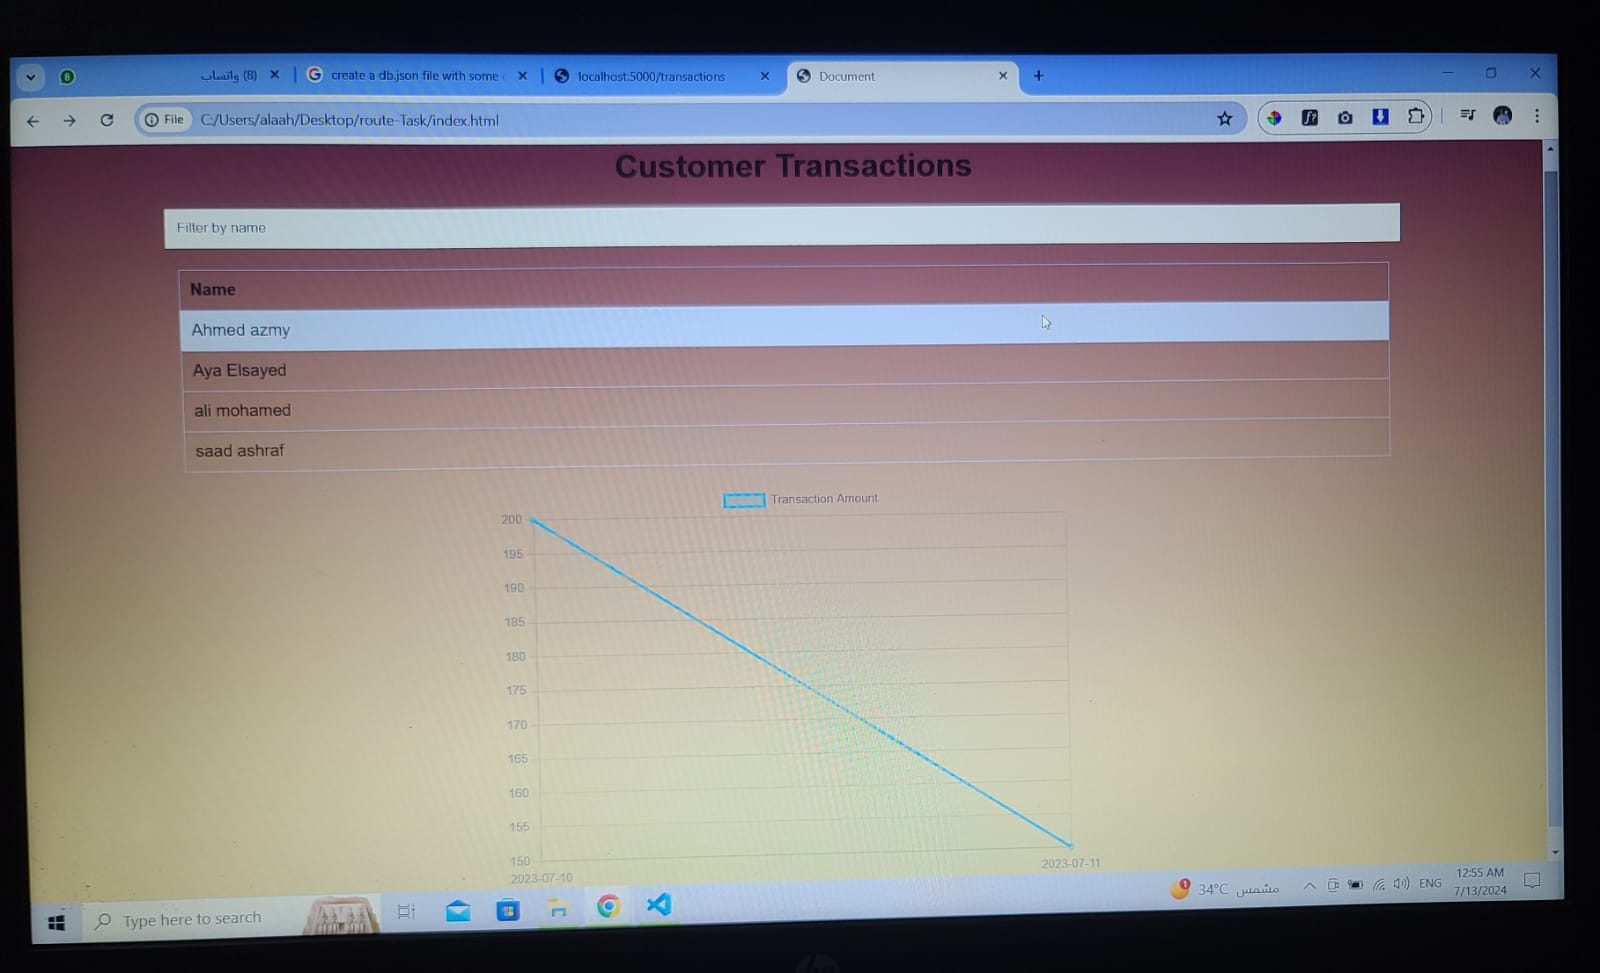 واتساب (8)
create a db.json file with some
localhost:5000/transactions
Document
File
C:/Users/alaah/Desktop/route-Task/index.html
Customer Transactions
Filter by name
Name
Ahmed azmy
Aya Elsayed
ali mohamed
saad ashraf
Transaction Amount
200
195
190
185
180
175
170
165
160
155
150
2023-07-10
2023-07-11
Type here to search
1
34°C مشمس
ENG
12:55 AM
7/13/2024